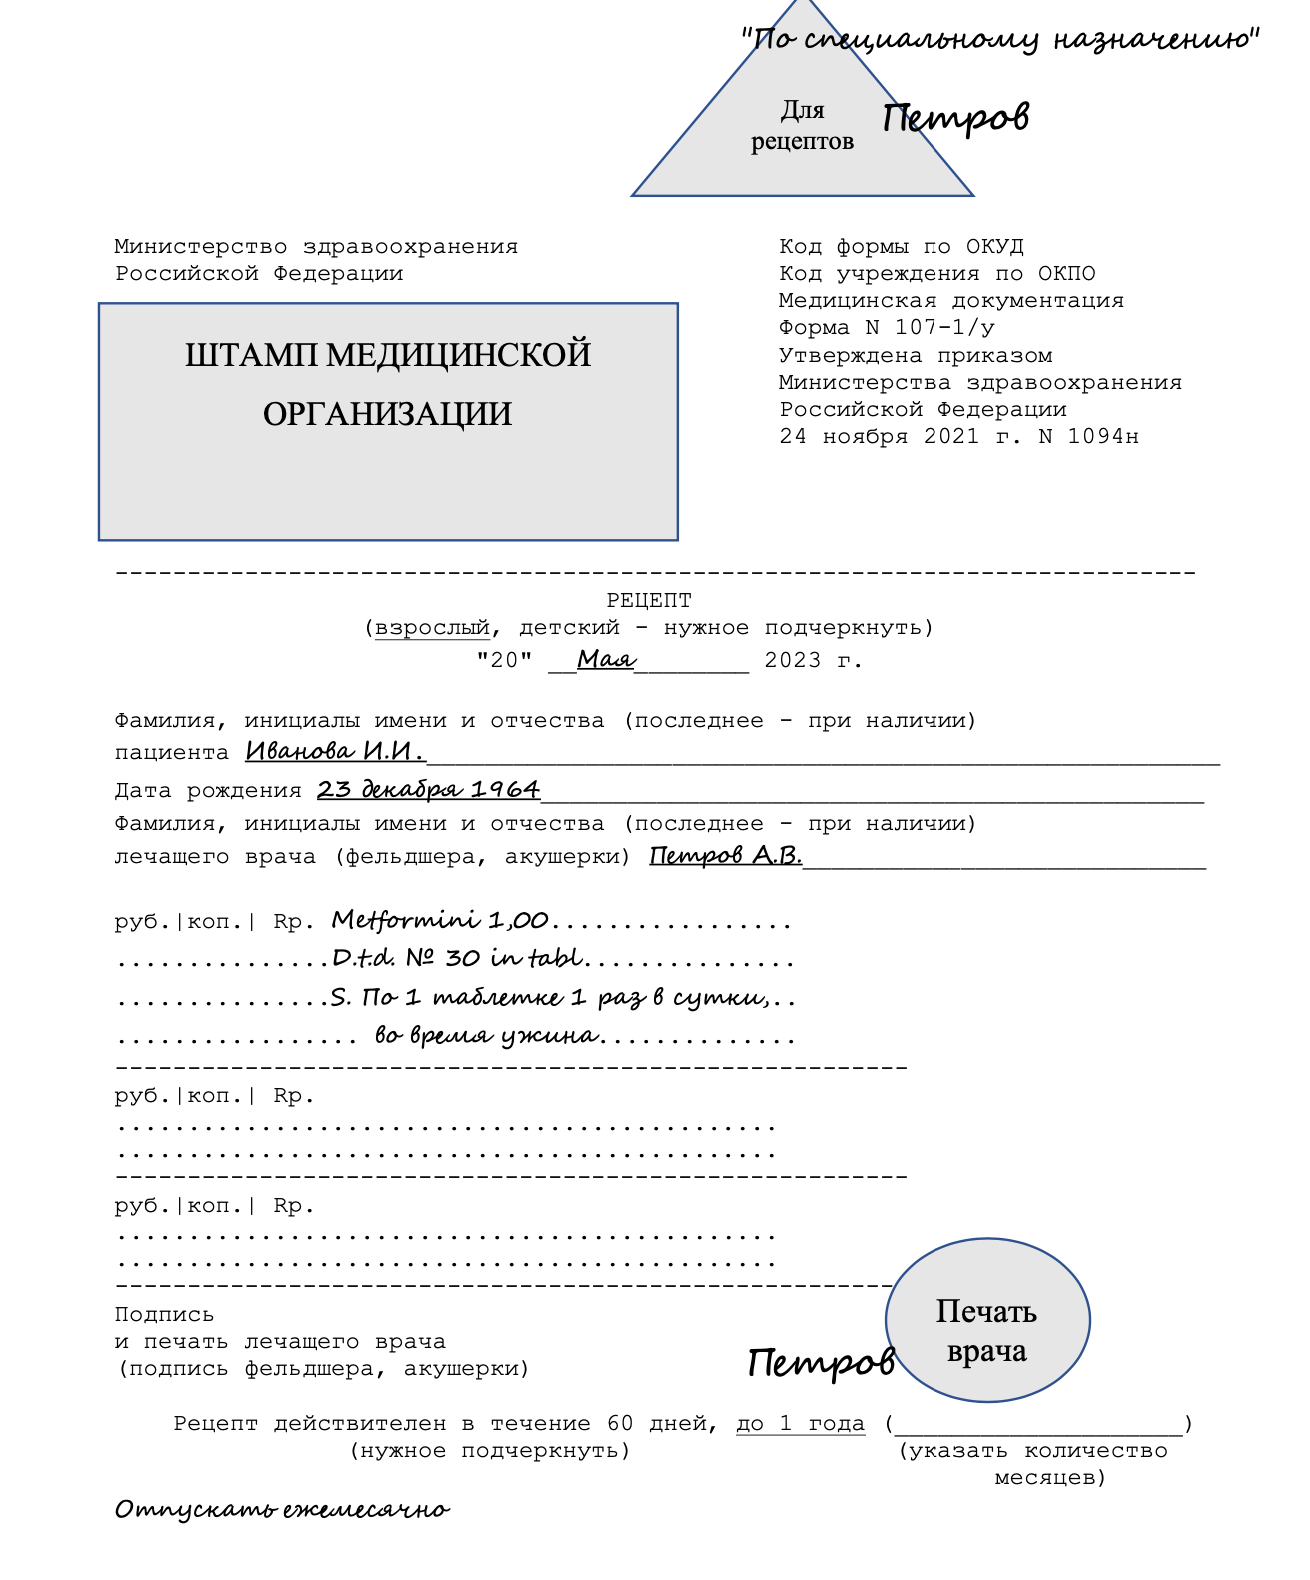 "По специальному назначению"
Для
рецептов
Петров
Министерство здравоохранения
Российской Федерации
ШТАМП МЕДИЦИНСКОЙ
ОРГАНИЗАЦИИ
Код формы по ОКУД
Код учреждения по ОКПО
Медицинская документация
Форма N 107-1/у
Утверждена приказом
Министерства здравоохранения
Российской Федерации
24 ноября 2021 г. N 1094н
--------------------------------------------------------------------------
РЕЦЕПТ
(взрослый, детский - нужное подчеркнуть)
"20" __Мая________ 2023 г.
Фамилия, инициалы имени и отчества (последнее - при наличии)
пациента Иванова И.И.______________________________
Дата рождения 23 декабря 1964______________________________
Фамилия, инициалы имени и отчества (последнее - при наличии)
лечащего врача (фельдшера, акушерки) Петров А.В.____________________________
руб.|коп.| Rp. Metformini 1,00.................
...............D.t.d. № 30 in tabl...............
...............S. По 1 таблетке 1 раз в сутки,..
................. во время ужина..............
-------------------------------------------------------
руб.|коп.| Rp.
..............................................
..............................................
-------------------------------------------------------
руб.|коп.| Rp.
..............................................
..............................................
-------------------------------------------------------
Подпись
и печать лечащего врача
(подпись фельдшера, акушерки)
Петров
Печать
врача
Рецепт действителен в течение 60 дней, до 1 года (____________________)
(нужное подчеркнуть) (указать количество
месяцев)
Отпускать ежемесячно